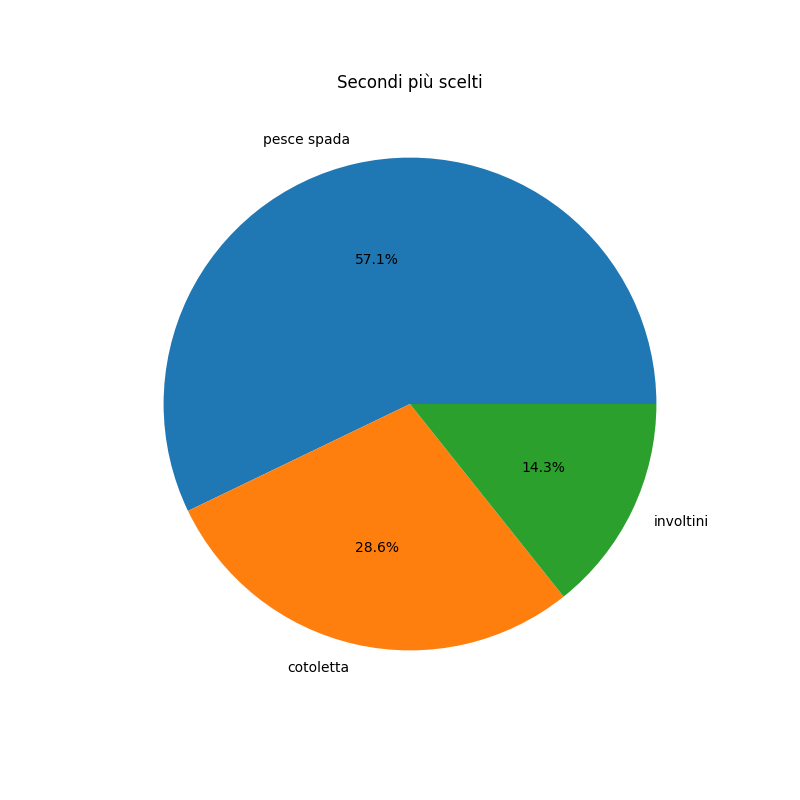 Secondi più scelti
pesce spada
57.1%
14.3%
involtini
28.6%
cotoletta